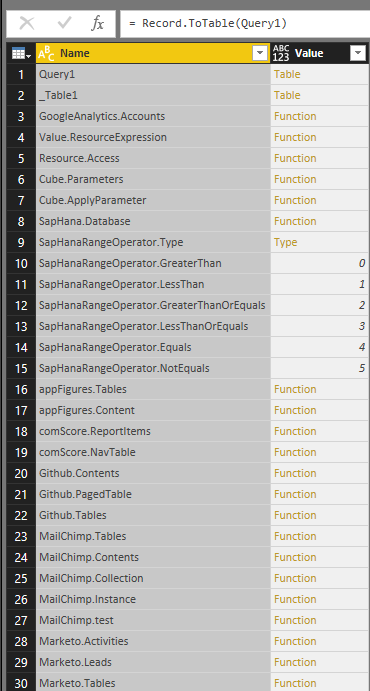 fx = Record.ToTable(Query1)
ABC Name ABC 123 Value
1 Query1 Table
2 _Table1 Table
3 GoogleAnalytics.Accounts Function
4 Value.ResourceExpression Function
5 Resource.Access Function
6 Cube.Parameters Function
7 Cube.ApplyParameter Function
8 SapHana.Database Function
9 SapHanaRangeOperator.Type Type
10 SapHanaRangeOperator.GreaterThan 0
11 SapHanaRangeOperator.LessThan 1
12 SapHanaRangeOperator.GreaterThanOrEquals 2
13 SapHanaRangeOperator.LessThanOrEquals 3
14 SapHanaRangeOperator.Equals 4
15 SapHanaRangeOperator.NotEquals 5
16 appFigures.Tables Function
17 appFigures.Content Function
18 comScore.ReportItems Function
19 comScore.NavTable Function
20 Github.Contents Function
21 Github.PagedTable Function
22 Github.Tables Function
23 MailChimp.Tables Function
24 MailChimp.Contents Function
25 MailChimp.Collection Function
26 MailChimp.Instance Function
27 MailChimp.test Function
28 Marketo.Activities Function
29 Marketo.Leads Function
30 Marketo.Tables Function